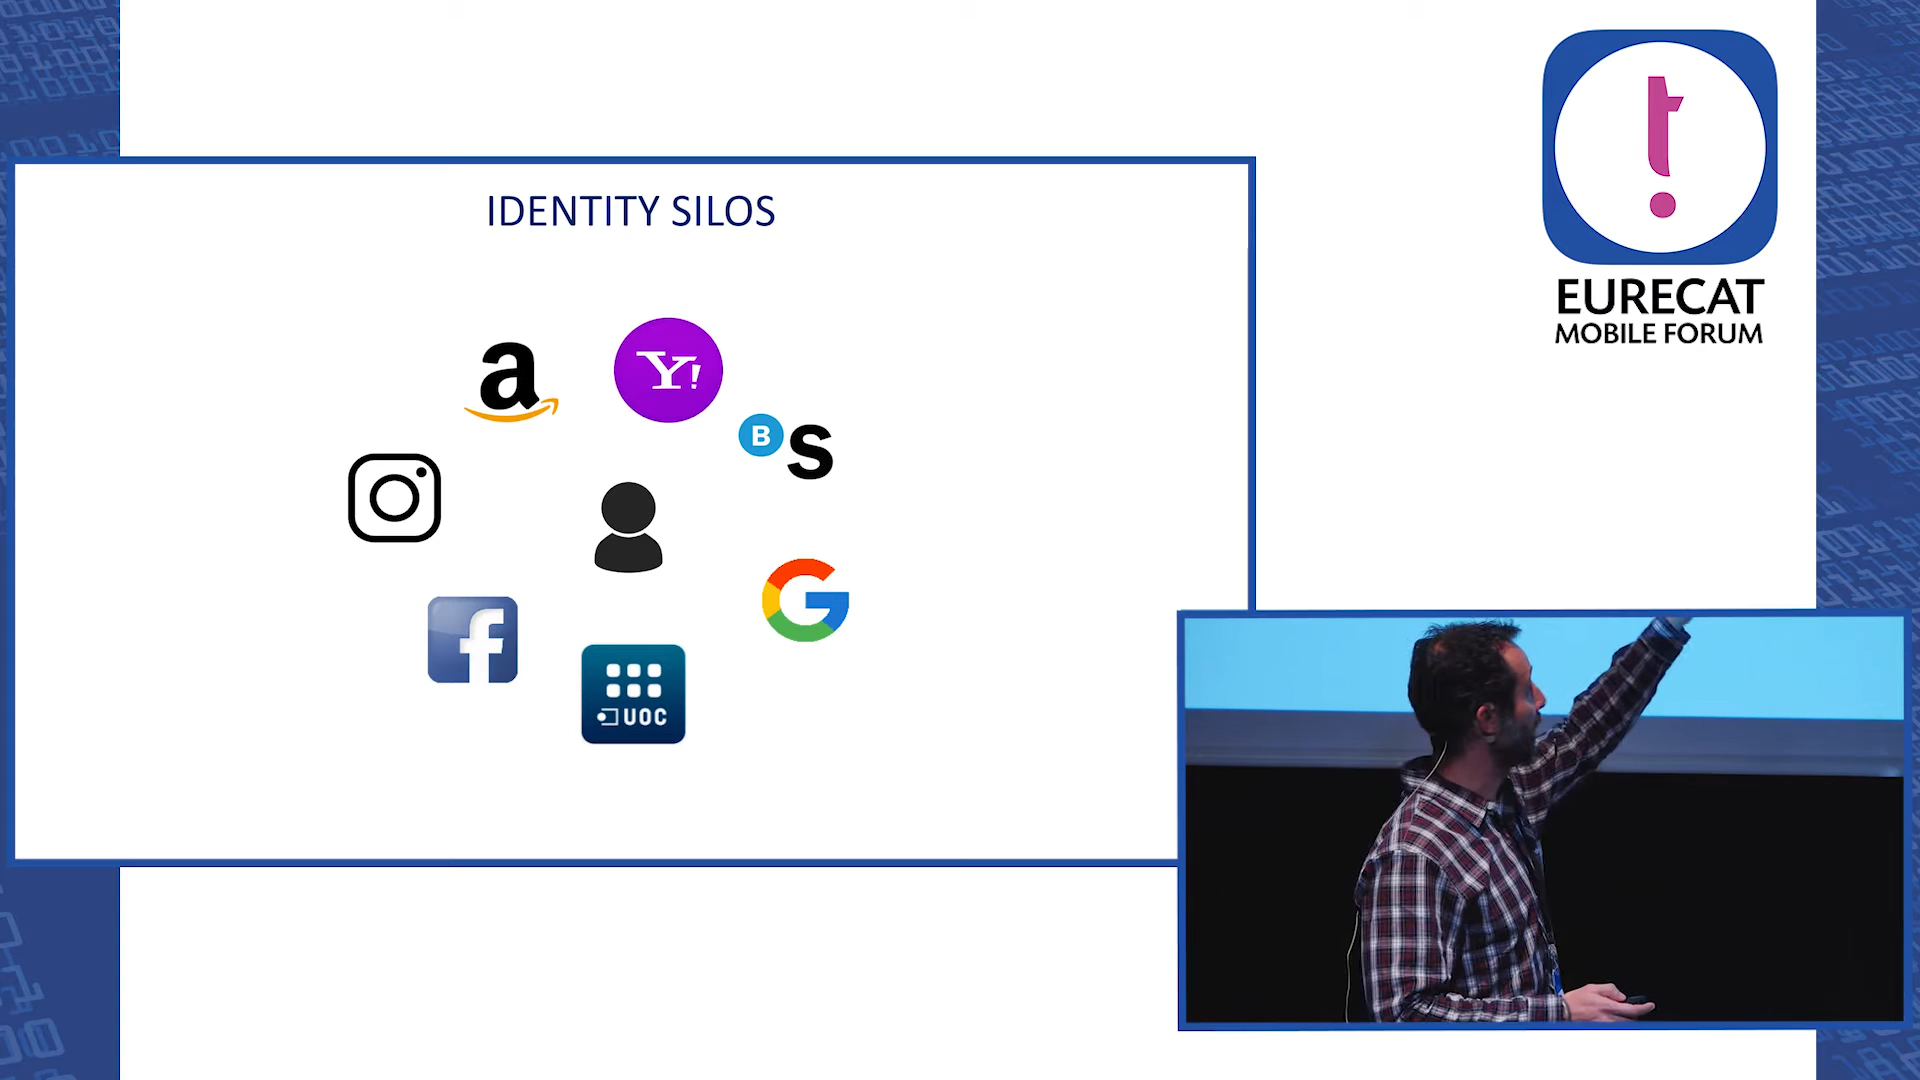 IDENTITY SILOS
a
Y!
B S
G
f
UOC
t!
EURECAT
MOBILE FORUM